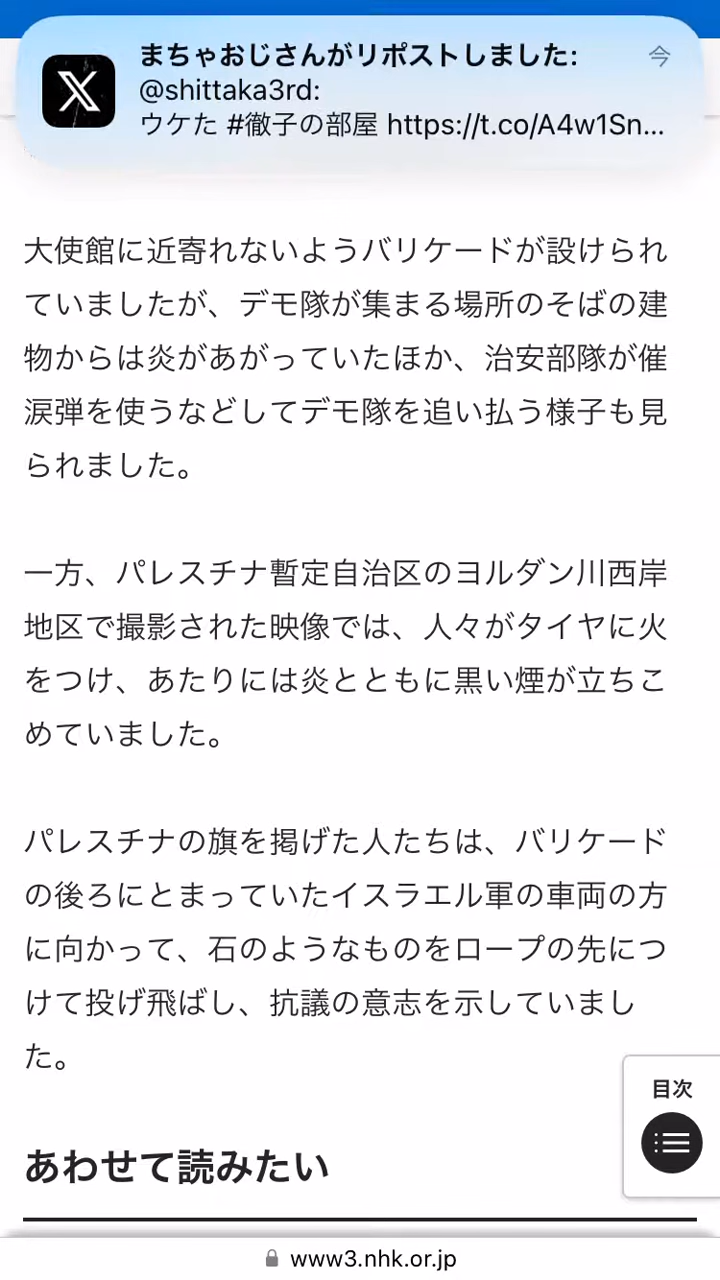 まちゃおじさんがリポストしました:
今
@shittaka3rd:
ウケた #徹子の部屋 https://t.co/A4w1Sn...
大使館に近寄れないようバリケードが設けられ
ていましたが、デモ隊が集まる場所のそばの建
物からは炎があがっていたほか、治安部隊が催
涙弾を使うなどしてデモ隊を追い払う様子も見
られました。
一方、パレスチナ暫定自治区のヨルダン川西岸
地区で撮影された映像では、人々がタイヤに火
をつけ、あたりには炎とともに黒い煙が立ちこ
めていました。
パレスチナの旗を掲げた人たちは、バリケード
の後ろにとまっていたイスラエル軍の車両の方
に向かって、石のようなものをロープの先につ
けて投げ飛ばし、抗議の意志を示していまし
た。
目次
あわせて読みたい
www3.nhk.or.jp